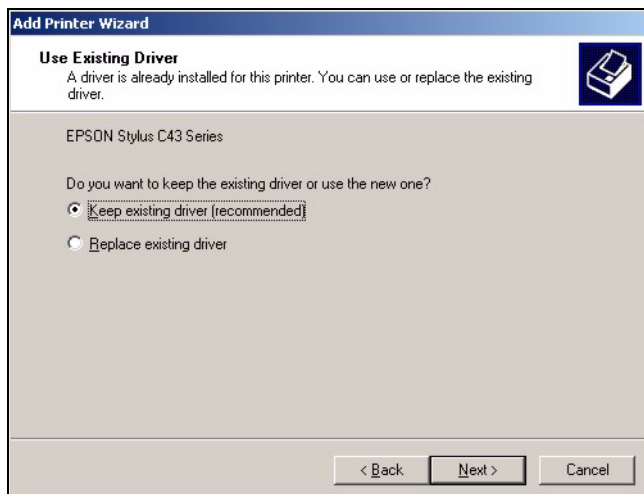 Add Printer Wizard
Use Existing Driver
A driver is already installed for this printer. You can use or replace the existing
driver.
EPSON Stylus C43 Series
Do you want to keep the existing driver or use the new one?
Keep existing driver (recommended)
Replace existing driver
< Back
Next >
Cancel